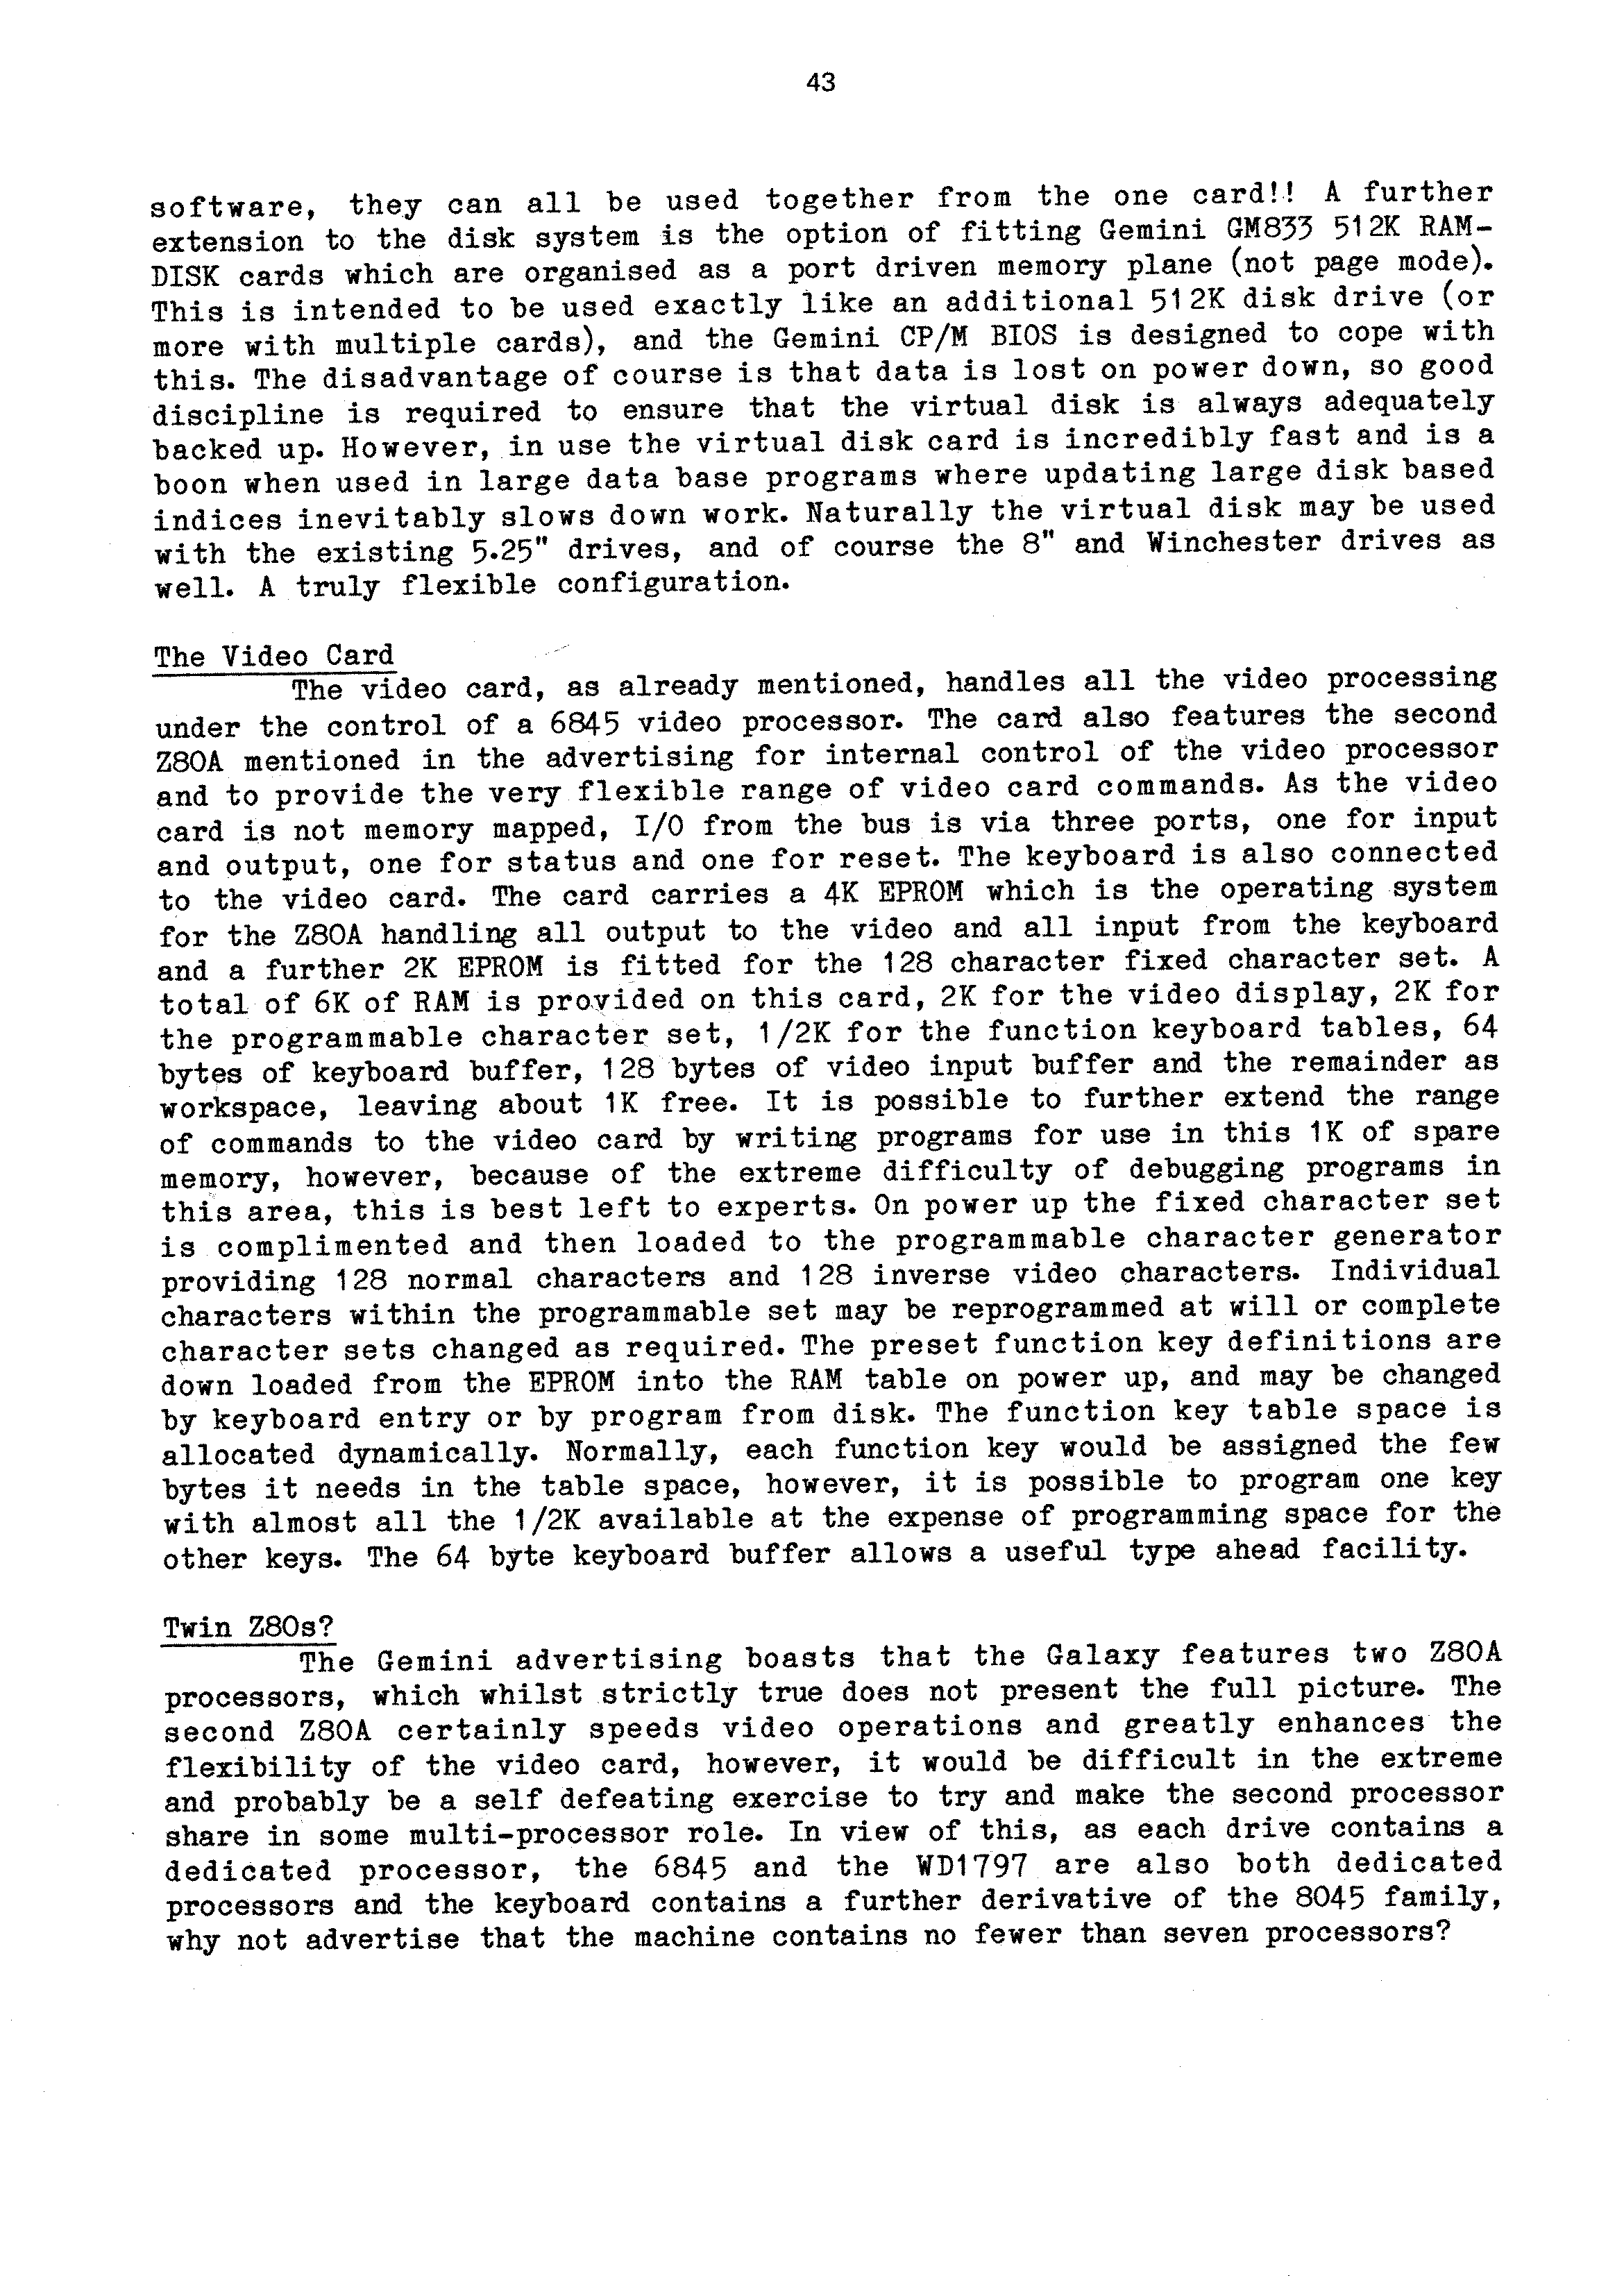 43
software, they can all be used together from the one card!! A further
extension to the disk system is the option of fitting Gemini GM833 512K RAM-
DISK cards which are organised as a port driven memory plane (not page mode).
This is intended to be used exactly like an additional 512K disk drive (or
more with multiple cards), and the Gemini CP/M BIOS is designed to cope with
this. The disadvantage of course is that data is lost on power down, so good
discipline is required to ensure that the virtual disk is always adequately
backed up. However, in use the virtual disk card is incredibly fast and is a
boon when used in large data base programs where updating large disk based
indices inevitably slows down work. Naturally the virtual disk may be used
with the existing 5.25" drives, and of course the 8" and Winchester drives as
well. A truly flexible configuration.
The Video Card
The video card, as already mentioned, handles all the video processing
under the control of a 6845 video processor. The card also features the second
Z80A mentioned in the advertising for internal control of the video processor
and to provide the very flexible range of video card commands. As the video
card is not memory mapped, I/O from the bus is via three ports, one for input
and output, one for status and one for reset. The keyboard is also connected
to the video card. The card carries a 4K EPROM which is the operating system
for the Z80A handling all output to the video and all input from the keyboard
and a further 2K EPROM is fitted for the 128 character fixed character set. A
total of 6K of RAM is provided on this card, 2K for the video display, 2K for
the programmable character set, 1/2K for the function keyboard tables, 64
bytes of keyboard buffer, 128 bytes of video input buffer and the remainder as
workspace, leaving about 1K free. It is possible to further extend the range
of commands to the video card by writing programs for use in this 1K of spare
memory, however, because of the extreme difficulty of debugging programs in
this area, this is best left to experts. On power up the fixed character set
is complimented and then loaded to the programmable character generator
providing 128 normal characters and 128 inverse video characters. Individual
characters within the programmable set may be reprogrammed at will or complete
character sets changed as required. The preset function key definitions are
down loaded from the EPROM into the RAM table on power up, and may be changed
by keyboard entry or by program from disk. The function key table space is
allocated dynamically. Normally, each function key would be assigned the few
bytes it needs in the table space, however, it is possible to program one key
with almost all the 1/2K available at the expense of programming space for the
other keys. The 64 byte keyboard buffer allows a useful type ahead facility.
Twin Z80s?
The Gemini advertising boasts that the Galaxy features two Z80A
processors, which whilst strictly true does not present the full picture. The
second Z80A certainly speeds video operations and greatly enhances the
flexibility of the video card, however, it would be difficult in the extreme
and probably be a self defeating exercise to try and make the second processor
share in some multi-processor role. In view of this, as each drive contains a
dedicated processor, the 6845 and the WD1797 are also both dedicated
processors and the keyboard contains a further derivative of the 8045 family,
why not advertise that the machine contains no fewer than seven processors?